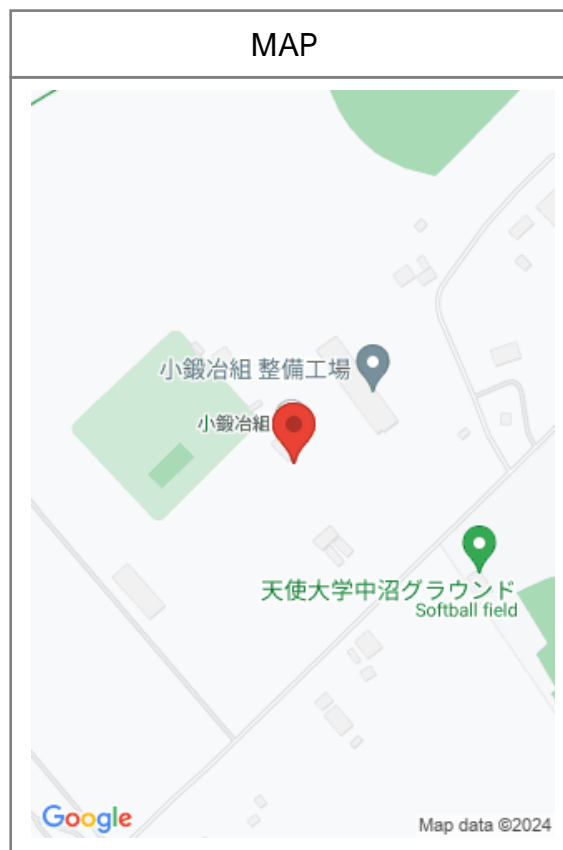 MAP
小鍛冶組 整備工場
小鍛冶組
天使大学中沼グラウンド
Softball field
Google
Map data ©2024